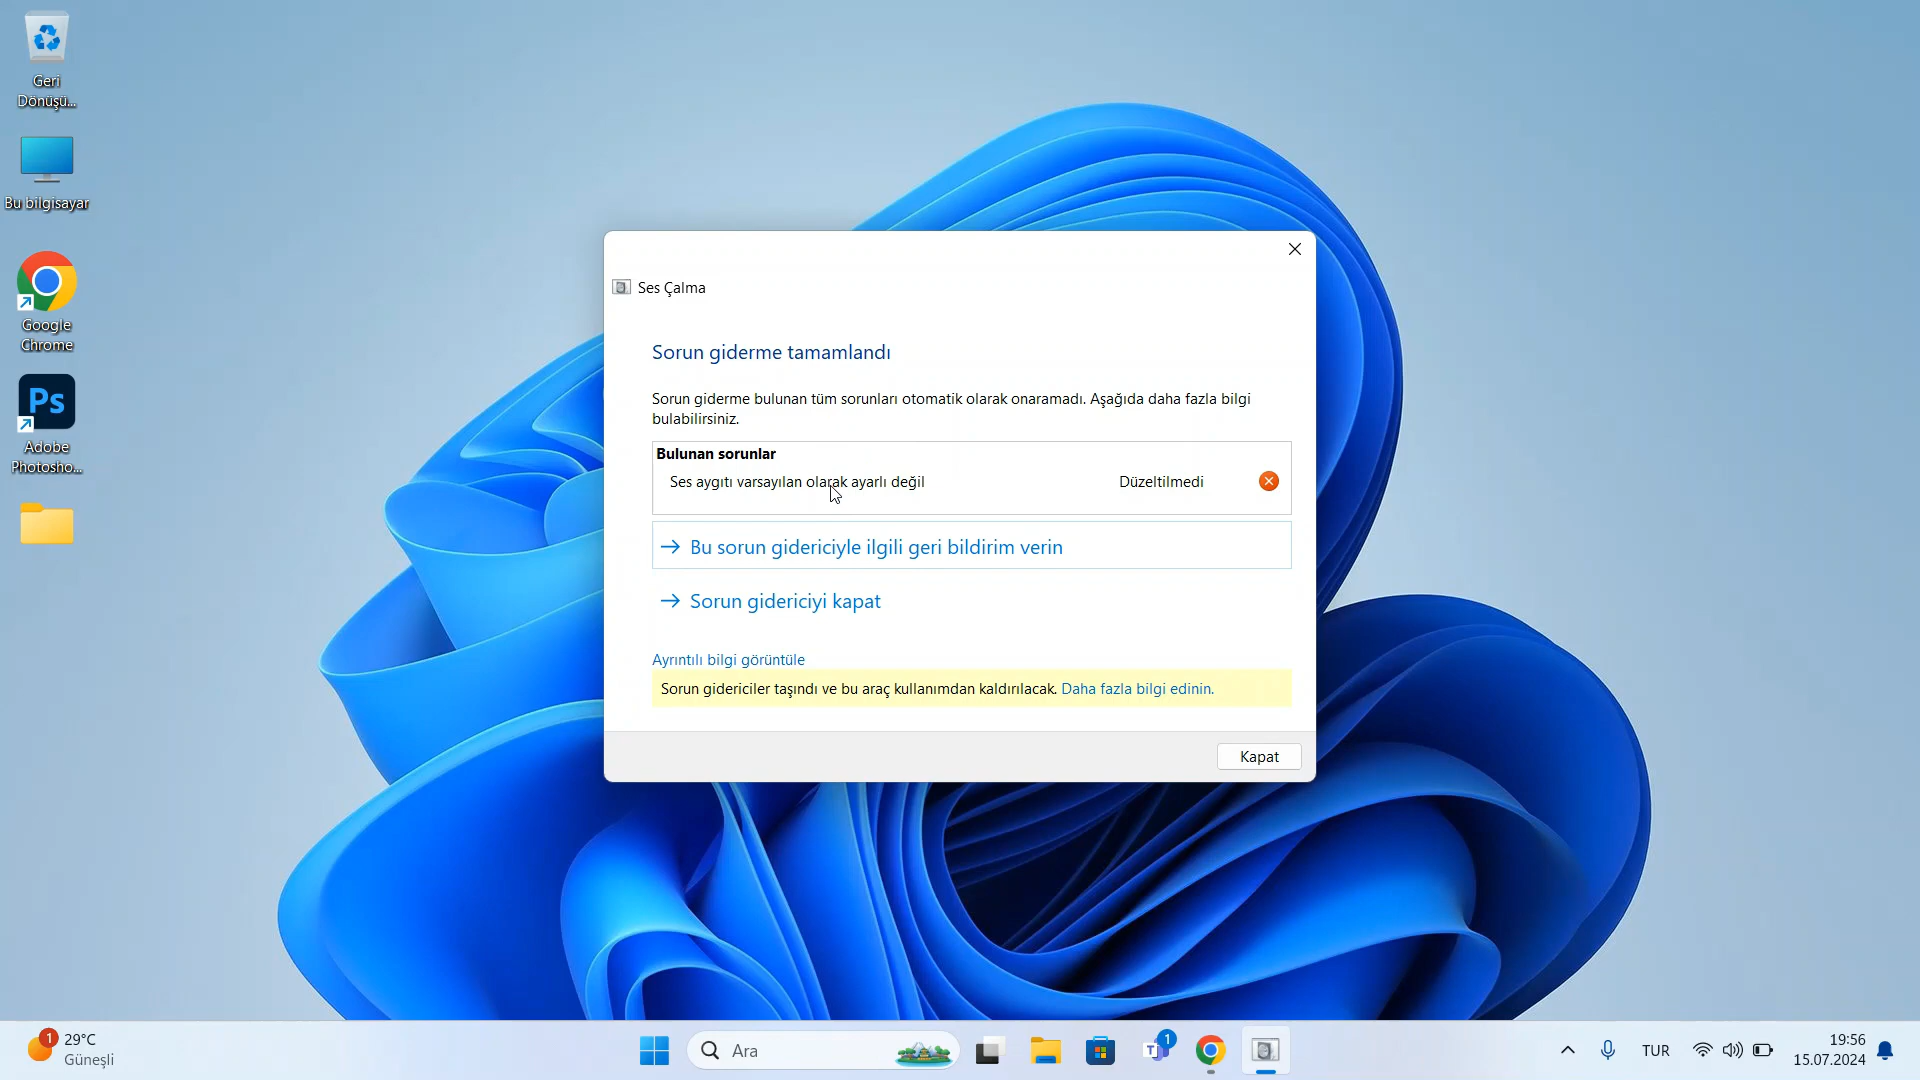 Geri
Dönüşü...
Bu bilgisayar
Google
Chrome
Ps
Adobe
Photosho...
Ses Çalma
Sorun giderme tamamlandı
Sorun giderme bulunan tüm sorunları otomatik olarak onaramadı. Aşağıda daha fazla bilgi
bulabilirsiniz.
Bulunan sorunlar
Ses aygıtı varsayılan olarak ayarlı değil Düzeltilmedi
Bu sorun gidericiyle ilgili geri bildirim verin
Sorun gidericiyi kapat
Ayrıntılı bilgi görüntüle
Sorun gidericiler taşındı ve bu araç kullanımdan kaldırılacak. Daha fazla bilgi edinin.
Kapat
1
29°C
Güneşli
Ara
T
1
TUR
19:56
15.07.2024